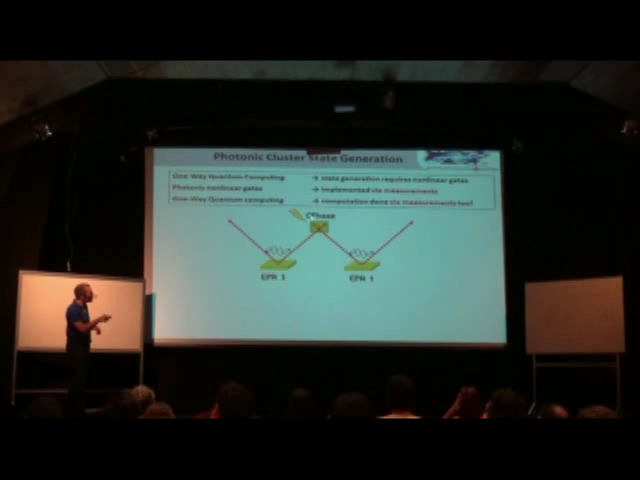 Photonic Cluster State Generation
One-Way Quantum Computing → state generation requires nonlinear gates
Photonic nonlinear gates → implemented via measurements
One-Way Quantum computing → computation done via measurements too!
CPhase
EPR 1 EPR 1